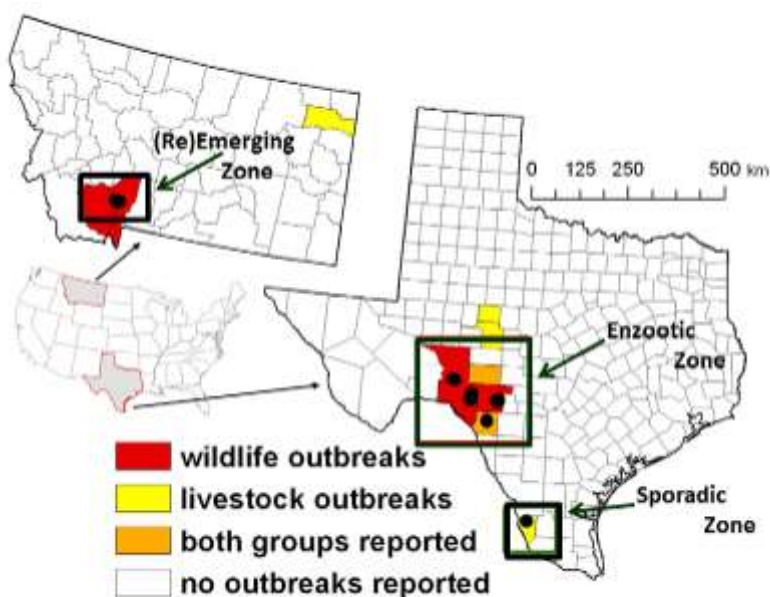 (Re)Emerging
Zone
0 125 250 500 km
Enzootic
Zone
wildlife outbreaks
livestock outbreaks
both groups reported
no outbreaks reported
Sporadic
Zone